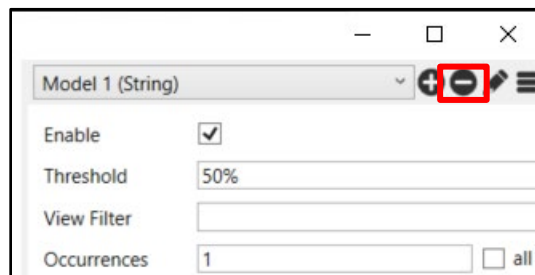 Model 1 (String)
Enable
Threshold 50%
View Filter
Occurrences 1 all